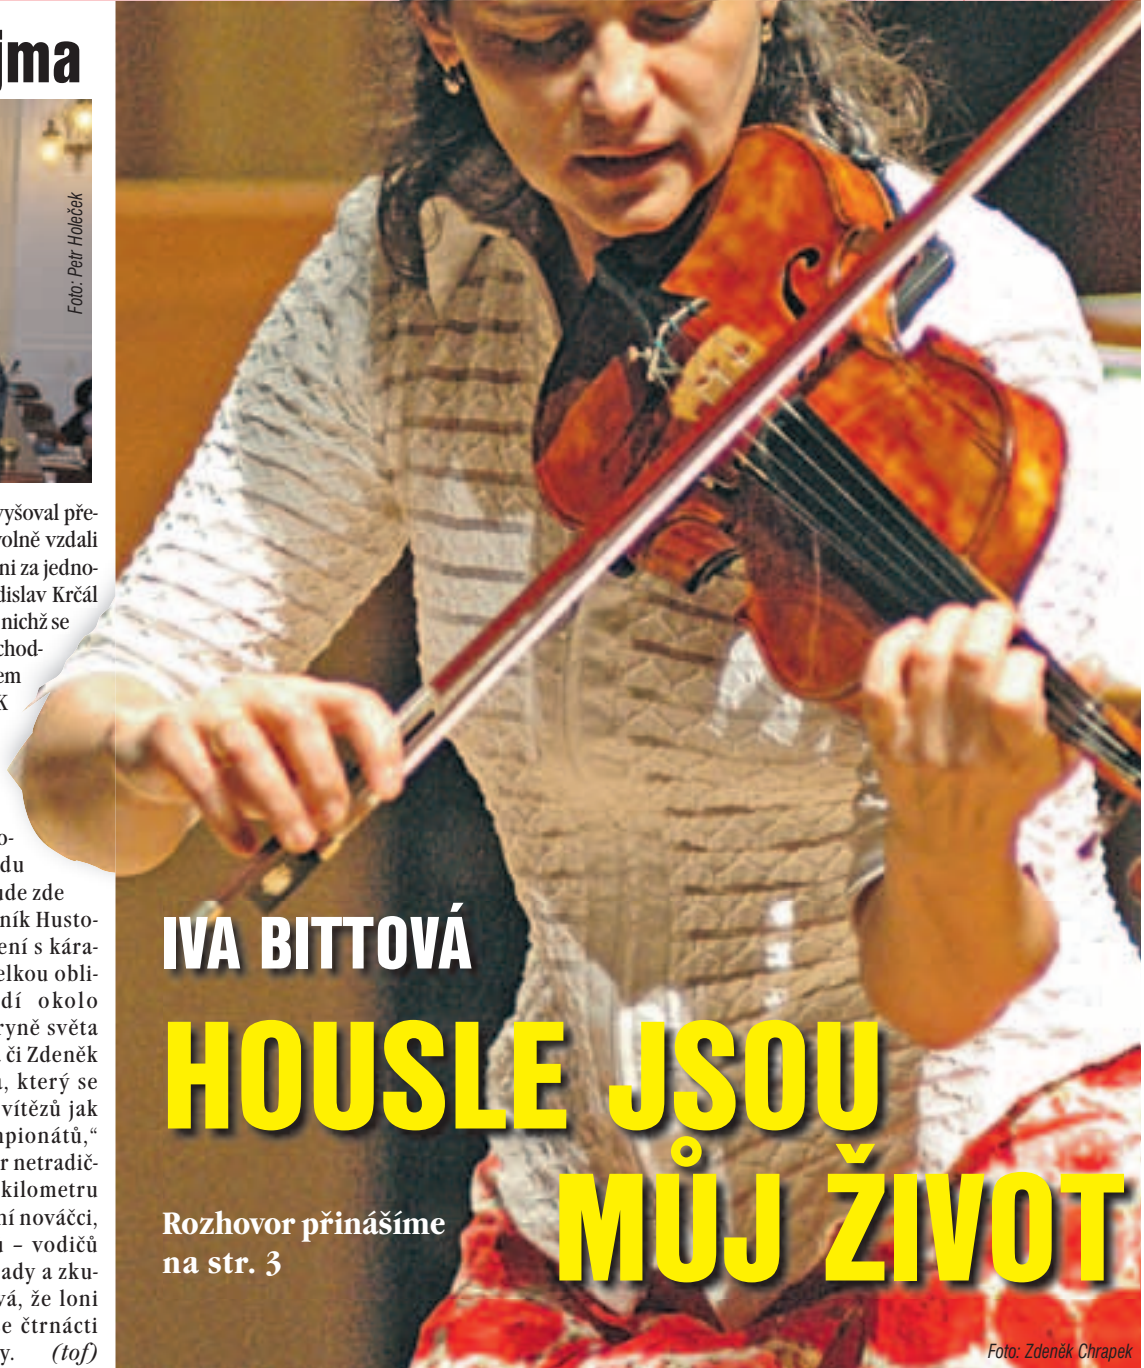 jma
Foto: Petr Holeček
vyšoval pře-
volně vzdali
ni za jedno-
dislav Krčál
nichž se
chod-
em
K
o-
du
ude zde
ník Husto-
ení s kára-
elkou obli-
dí okolo
ryně světa
či Zdeněk
, který se
vítězů jak
mpionátů,“
r netradič-
kilometru
ní nováčci,
u – vodičů
ady a zku-
vá, že loni
e čtrnácti
y. (tof)
IVA BITTOVÁ
HOUSLE JSOU
MŮJ ŽIVOT
Rozhovor přinášíme
na str. 3
Foto: Zdeněk Chrapek